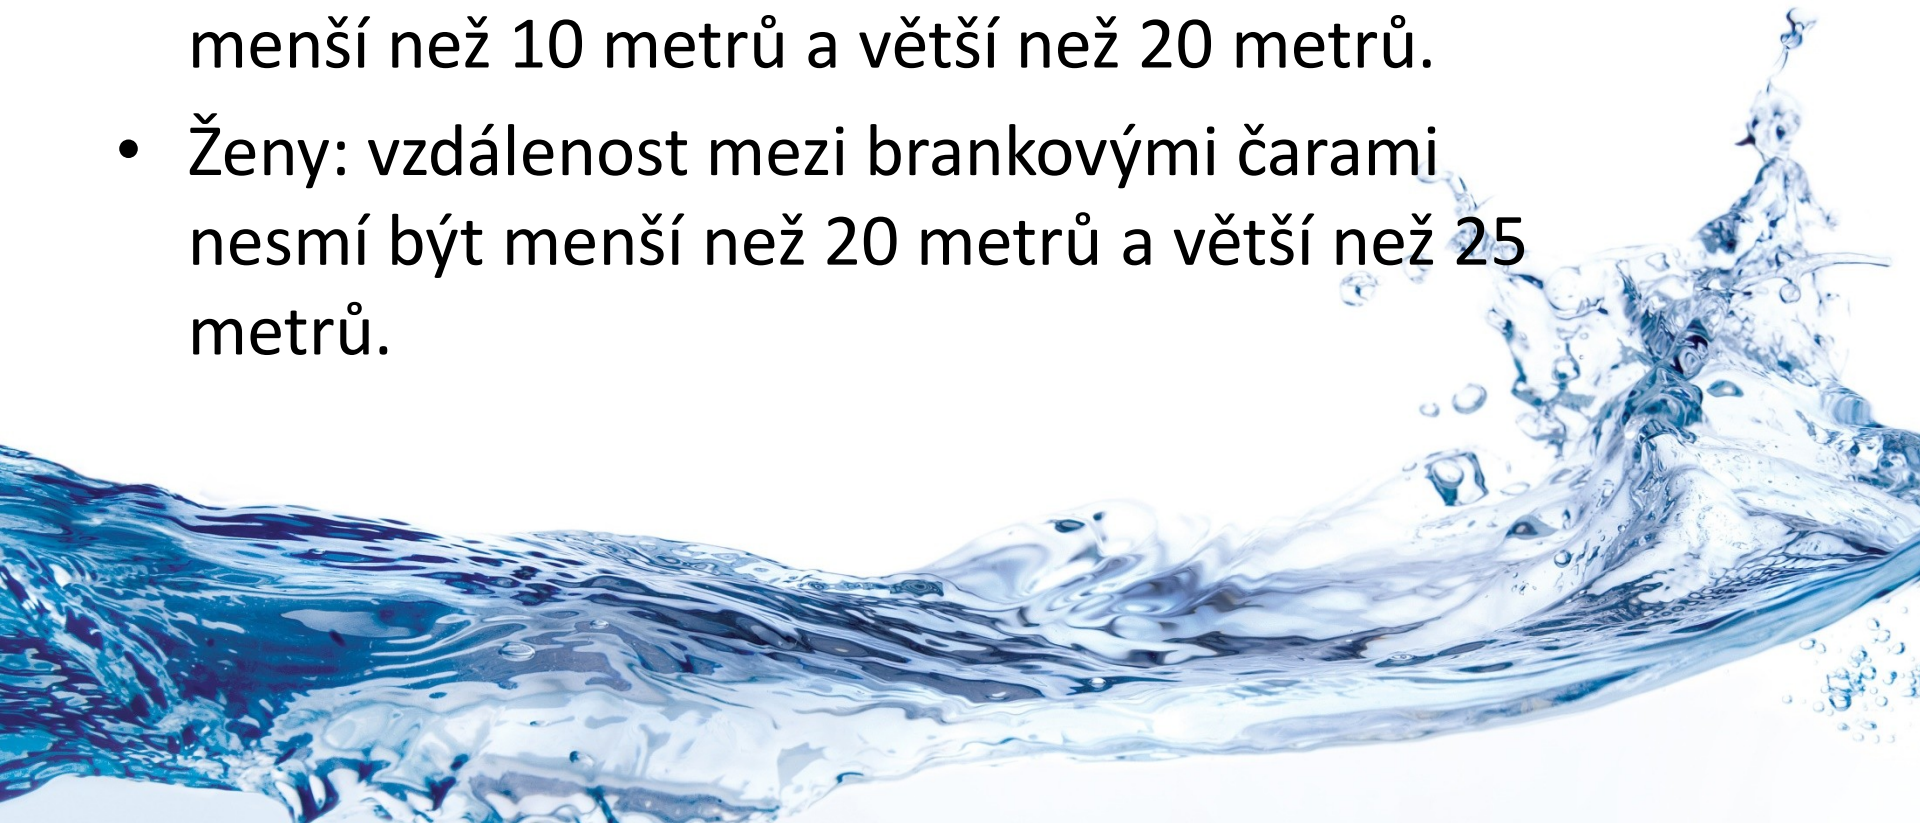 menší než 10 metrů a větší než 20 metrů.
• Ženy: vzdálenost mezi brankovými čarami
nesmí být menší než 20 metrů a větší než 25
metrů.